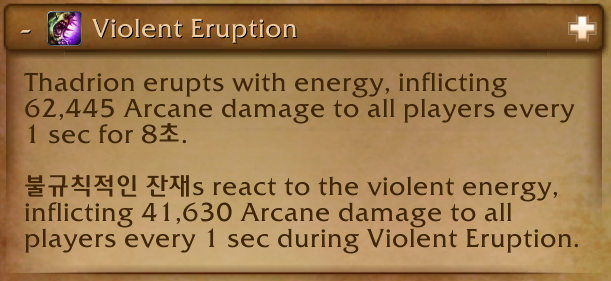 - Violent Eruption
Thadrion erupts with energy, inflicting
62,445 Arcane damage to all players every
1 sec for 8초.
불규칙적인 잔재s react to the violent energy,
inflicting 41,630 Arcane damage to all
players every 1 sec during Violent Eruption.